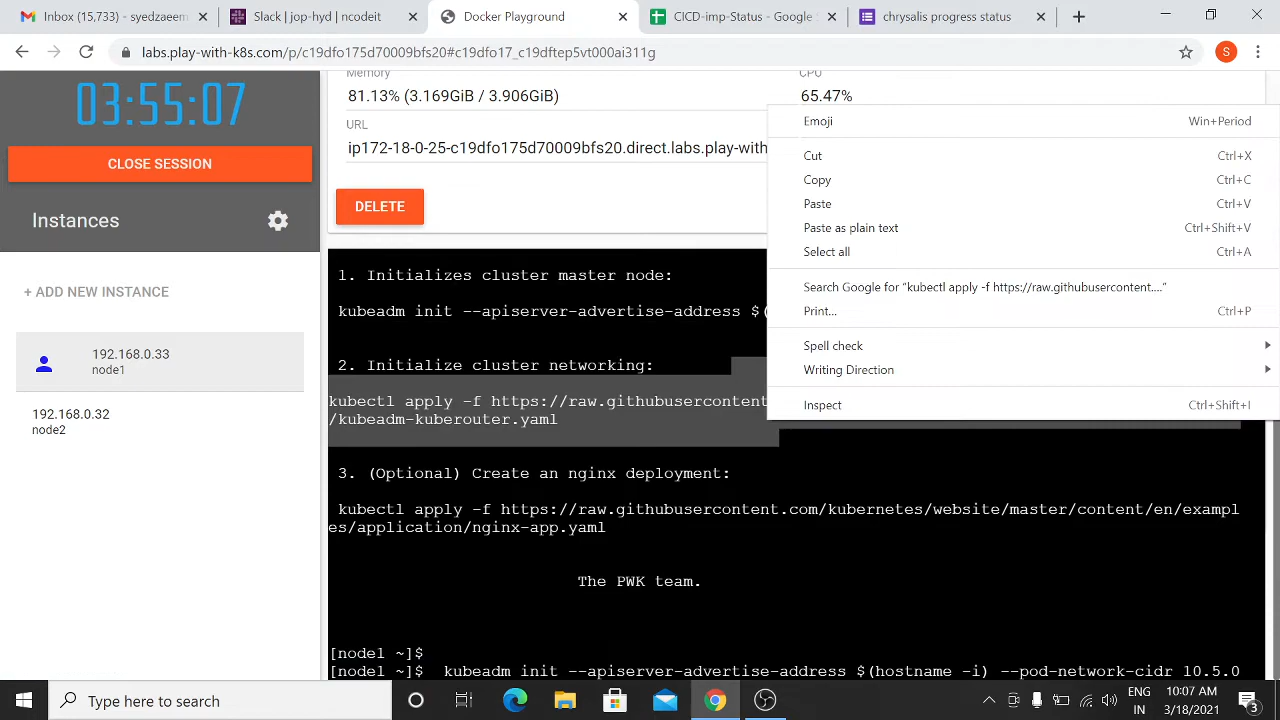 Inbox (15,733) - syedeem
Slack | jop-hyd | ncodeit
Docker Playground
CICD-imp-Status - Google
chrysalis progress status
labs.play-with-k8s.com/p/c19dfo175d70009bfs20#c19dfo17_c19dftep5vt000ai311g
S
03:55:07
CLOSE SESSION
Instances
+ ADD NEW INSTANCE
192.168.0.33
node1
192.168.0.32
node2
Memory
CPU
81.13% (3.169GiB / 3.906GiB)
65.47%
URL
ip172-18-0-25-c19dfo175d70009bfs20.direct.labs.play-with
DELETE
Emoji Win+Period
Cut Ctrl+X
Copy Ctrl+C
Paste Ctrl+V
Paste as plain text Ctrl+Shift+V
Select all Ctrl+A
Search Google for “kubectl apply -f https://raw.githubusercontent....”
Print... Ctrl+P
Spell check
Writing Direction
Inspect Ctrl+Shift+I
1. Initializes cluster master node:
kubeadm init --apiserver-advertise-address $(
2. Initialize cluster networking:
kubectl apply -f https://raw.githubusercontent
/kubeadm-kuberouter.yaml
3. (Optional) Create an nginx deployment:
kubectl apply -f https://raw.githubusercontent.com/kubernetes/website/master/content/en/exampl
es/application/nginx-app.yaml
The PWK team.
[node1 ~]$
[node1 ~]$ kubeadm init --apiserver-advertise-address $(hostname -i) --pod-network-cidr 10.5.0
Type here to search
ENG
IN
10:07 AM
3/18/2021
3